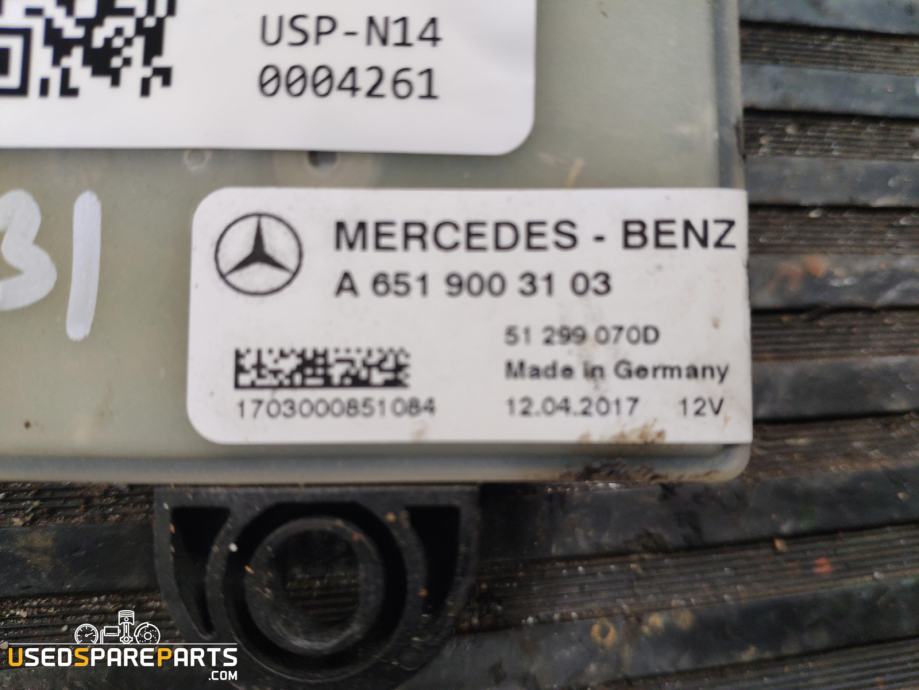 USP-N14
0004261
31
MERCEDES - BENZ
A 651 900 31 03
51 299 070D
Made in Germany
1703000851084
12.04.2017 12V
USEDSPAREPARTS
.COM